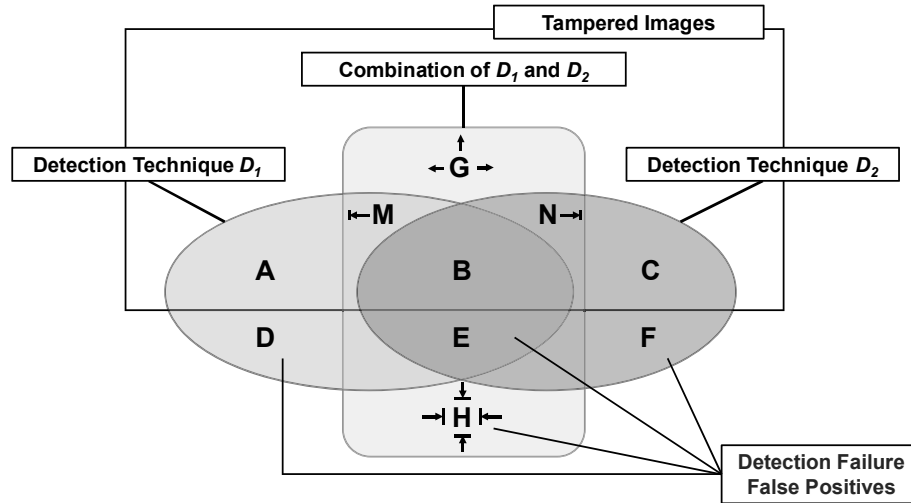 Tampered Images
Combination of D1 and D2
Detection Technique D1
Detection Technique D2
G
M
N
A
B
C
D
E
F
H
Detection Failure
False Positives